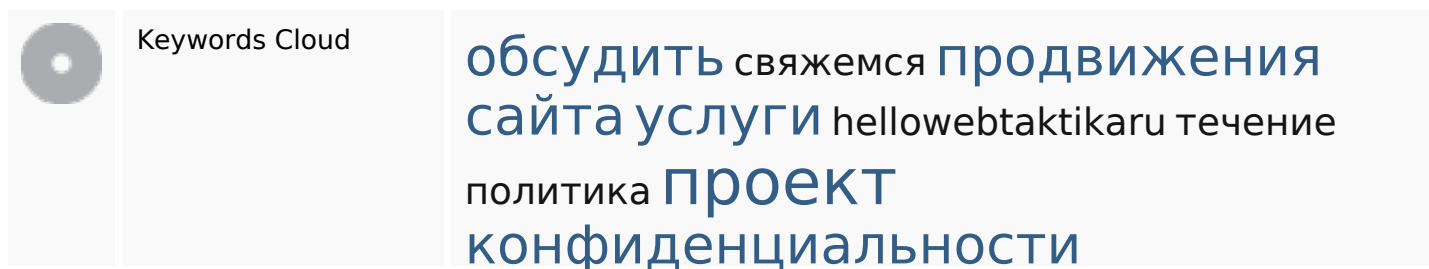 Keywords Cloud
обсудить свяжемся продвижения
сайта услуги hellowebtaktikaru течение
политика проект
конфиденциальности